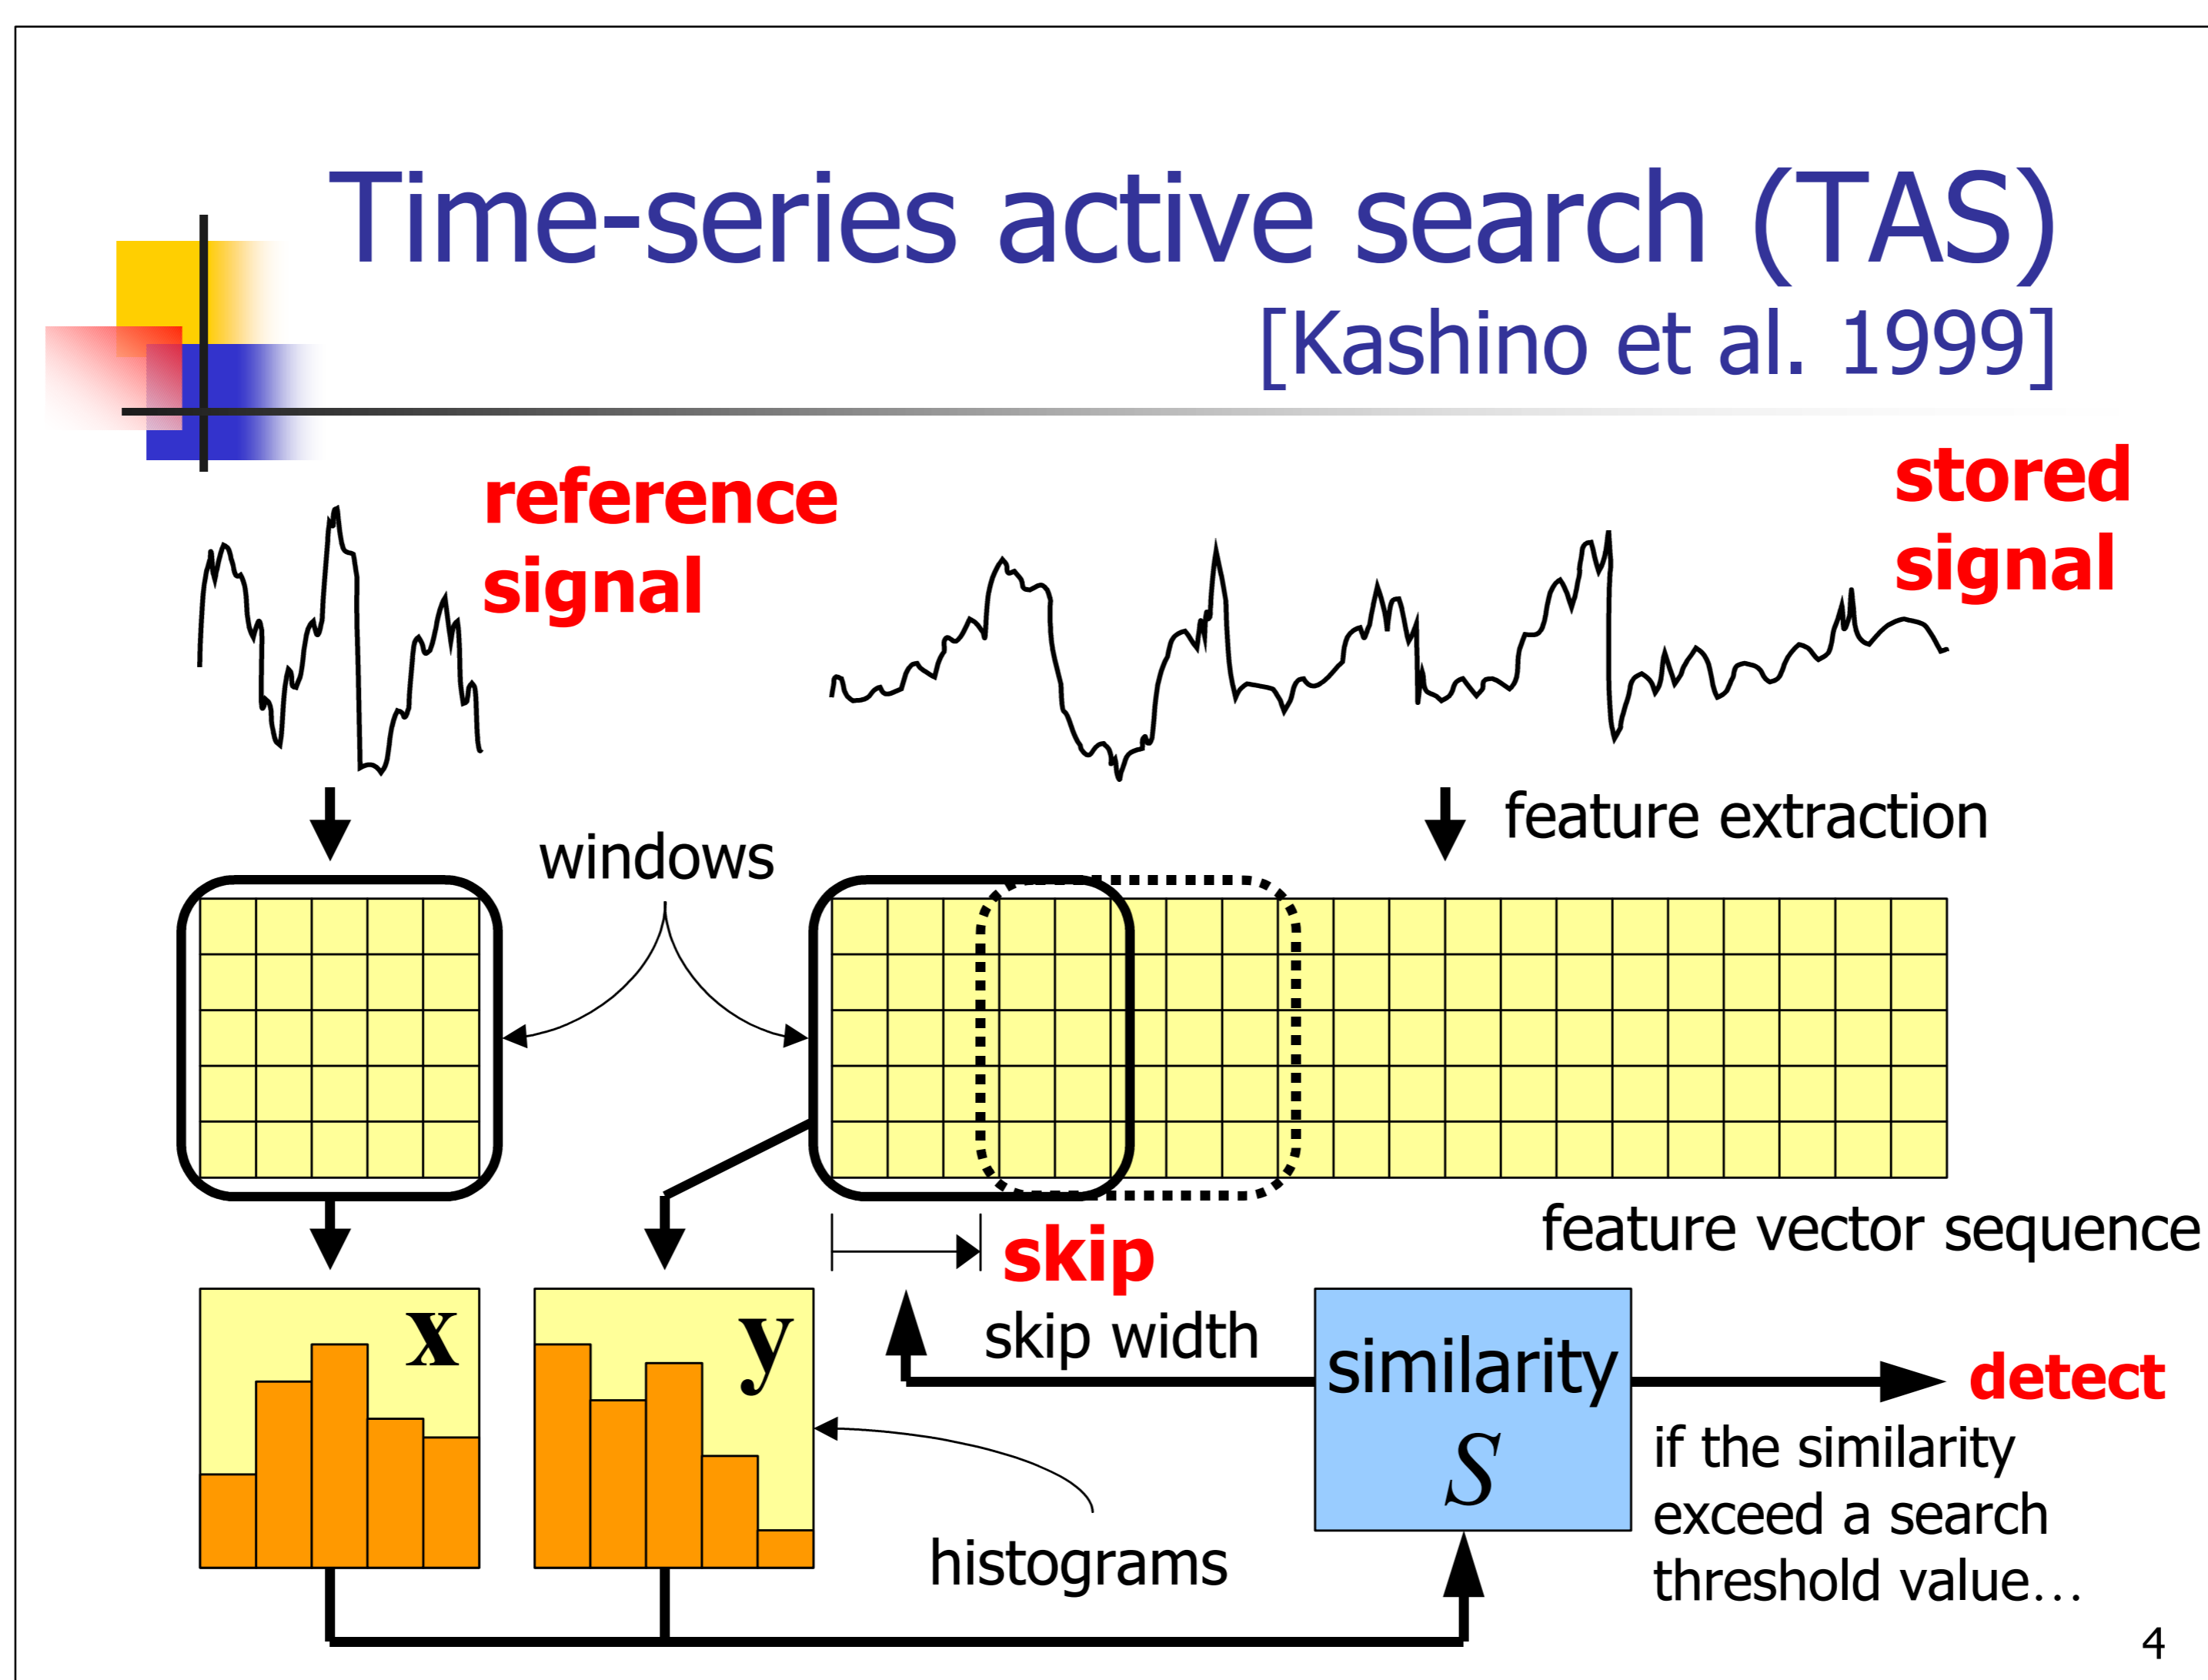 Time-series active search (TAS)
[Kashino et al. 1999]
reference
signal
stored
signal
feature extraction
windows
feature vector sequence
skip
skip width
x
y
similarity
S
detect
if the similarity
exceed a search
threshold value…
histograms
4